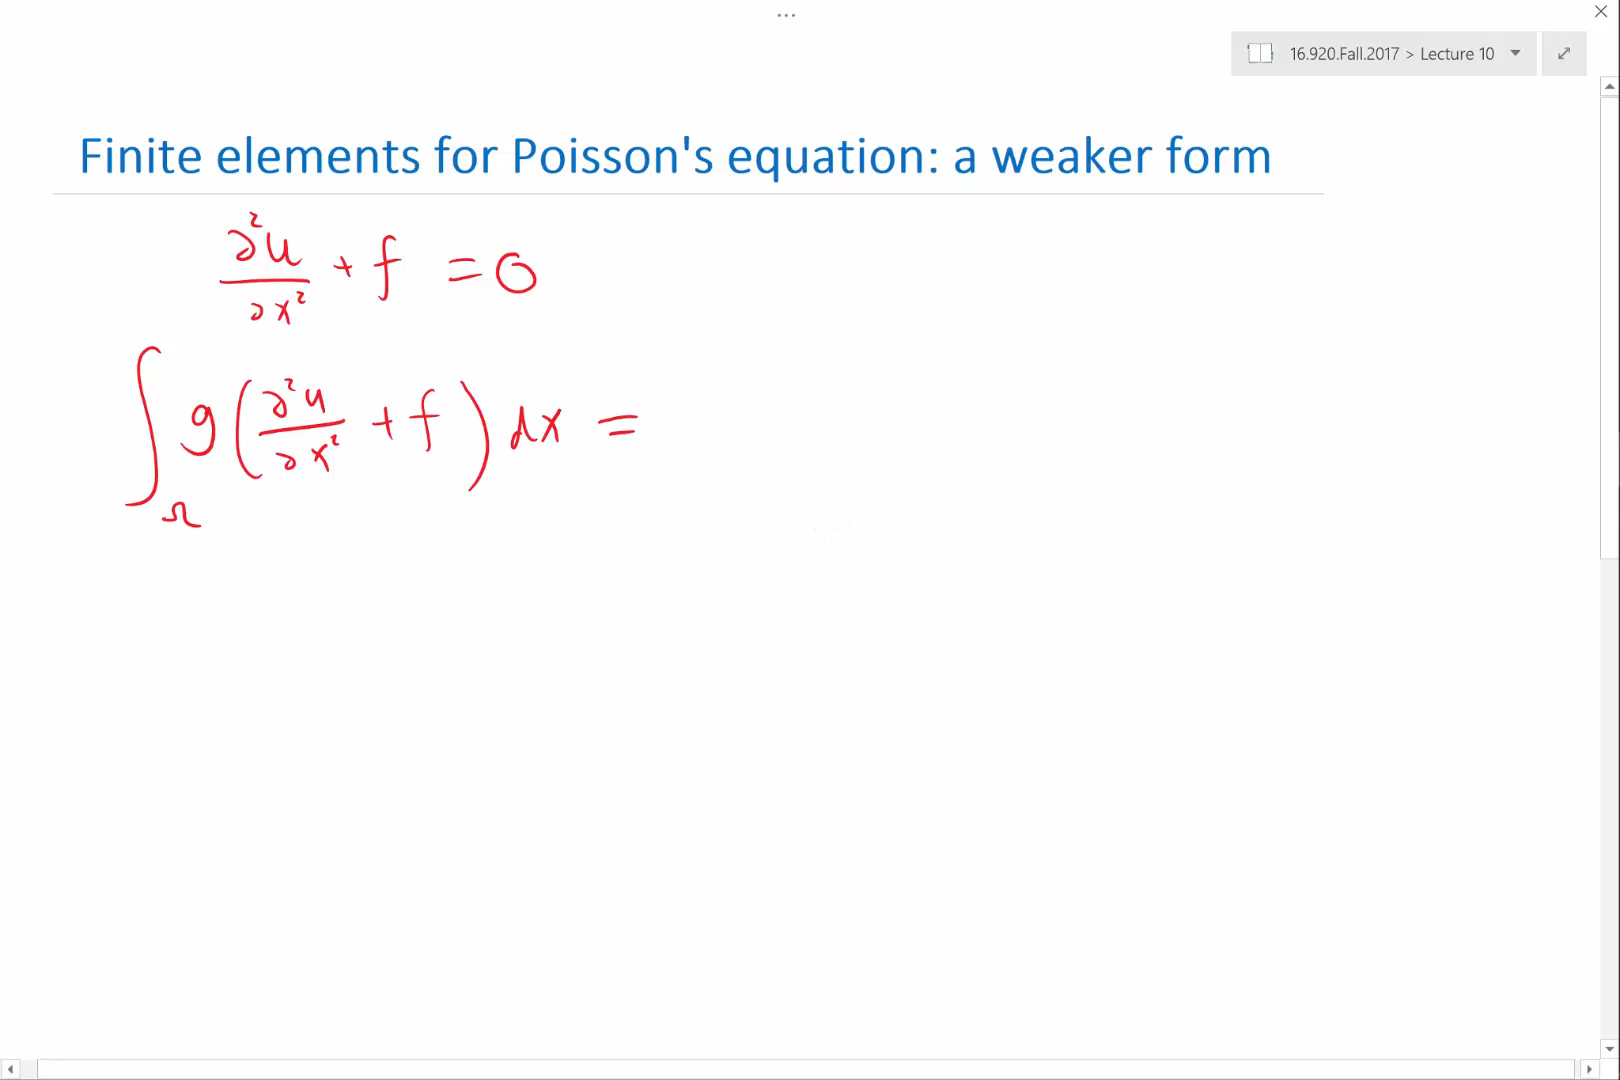 16.920.Fall.2017 > Lecture 10
Finite elements for Poisson's equation: a weaker form
∂²u/∂x² + f = 0
∫_Ω g(∂²u/∂x² + f) dx =